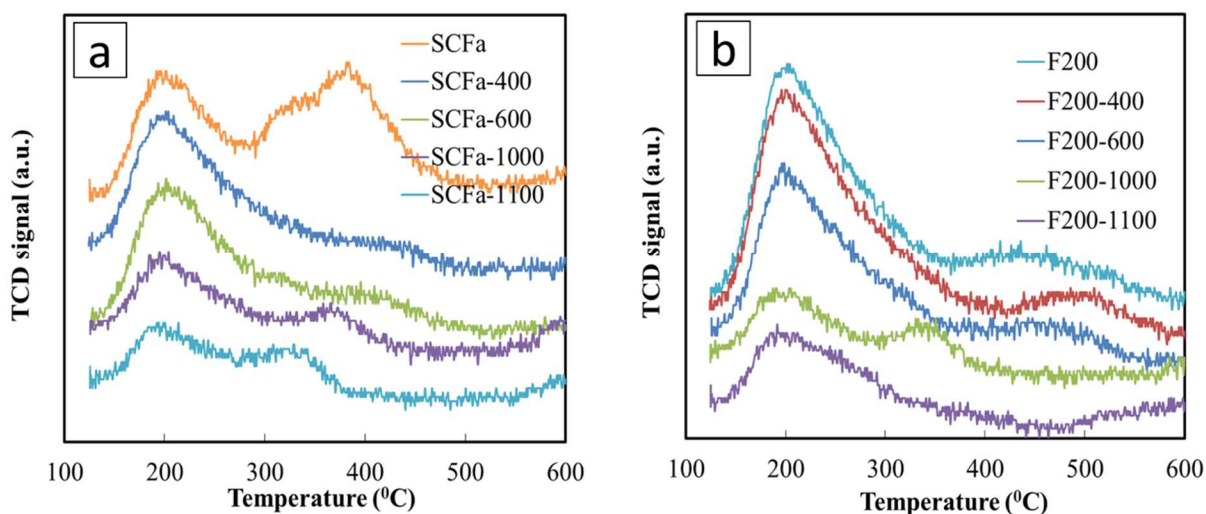 a
SCFa
SCFa-400
SCFa-600
SCFa-1000
SCFa-1100
TCD signal (a.u.)
100 200 300 400 500 600
Temperature (⁰C)
b
F200
F200-400
F200-600
F200-1000
F200-1100
TCD signal (a.u.)
100 200 300 400 500 600
Temperature (⁰C)